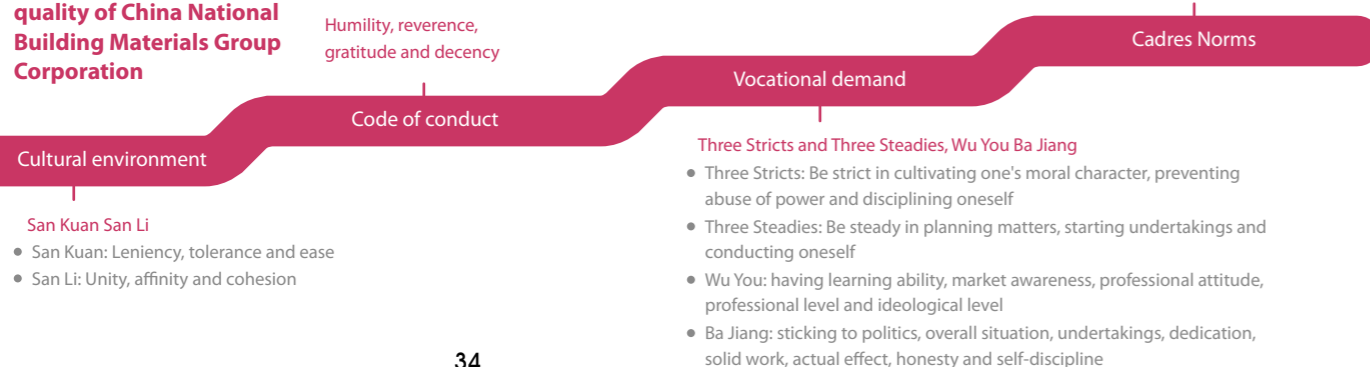 quality of China National
Building Materials Group
Corporation
Humility, reverence,
gratitude and decency
Cadres Norms
Vocational demand
Code of conduct
Cultural environment
Three Stricts and Three Steadies, Wu You Ba Jiang
● Three Stricts: Be strict in cultivating one's moral character, preventing
abuse of power and disciplining oneself
● Three Steadies: Be steady in planning matters, starting undertakings and
conducting oneself
● Wu You: having learning ability, market awareness, professional attitude,
professional level and ideological level
● Ba Jiang: sticking to politics, overall situation, undertakings, dedication,
solid work, actual effect, honesty and self-discipline
San Kuan San Li
● San Kuan: Leniency, tolerance and ease
● San Li: Unity, affinity and cohesion
34